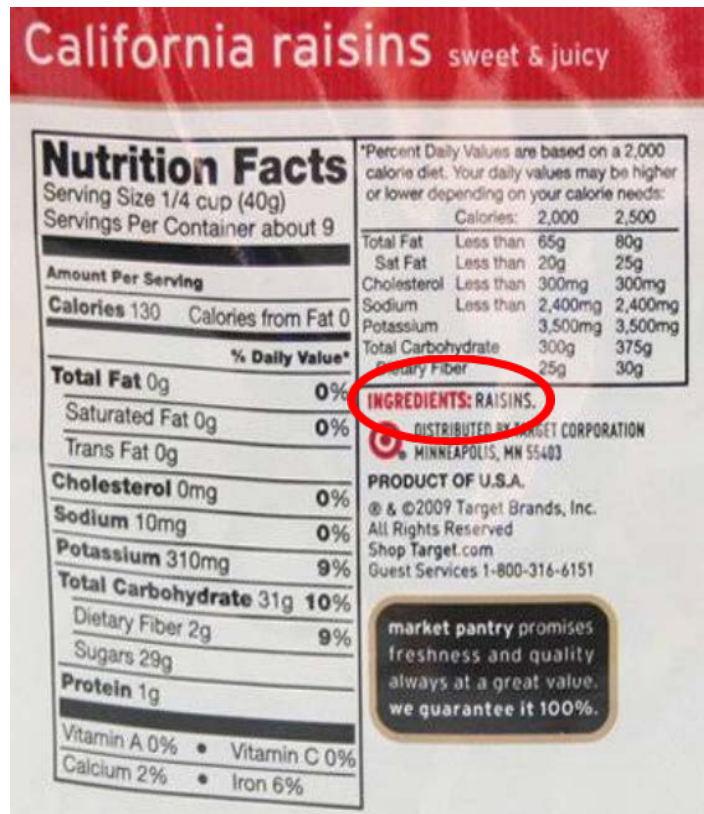 California raisins sweet & juicy
Nutrition Facts
Serving Size 1/4 cup (40g)
Servings Per Container about 9
Amount Per Serving
Calories 130 Calories from Fat 0
% Daily Value*
Total Fat 0g 0%
Saturated Fat 0g 0%
Trans Fat 0g
Cholesterol 0mg 0%
Sodium 10mg 0%
Potassium 310mg 9%
Total Carbohydrate 31g 10%
Dietary Fiber 2g 9%
Sugars 29g
Protein 1g
Vitamin A 0% • Vitamin C 0%
Calcium 2% • Iron 6%
*Percent Daily Values are based on a 2,000
calorie diet. Your daily values may be higher
or lower depending on your calorie needs:
Calories: 2,000 2,500
Total Fat Less than 65g 80g
Sat Fat Less than 20g 25g
Cholesterol Less than 300mg 300mg
Sodium Less than 2,400mg 2,400mg
Potassium 3,500mg 3,500mg
Total Carbohydrate 300g 375g
Dietary Fiber 25g 30g
INGREDIENTS: RAISINS.
DISTRIBUTED BY TARGET CORPORATION
MINNEAPOLIS, MN 55403
PRODUCT OF U.S.A.
® & ©2009 Target Brands, Inc.
All Rights Reserved
Shop Target.com
Guest Services 1-800-316-6151
market pantry promises
freshness and quality
always at a great value.
we guarantee it 100%.